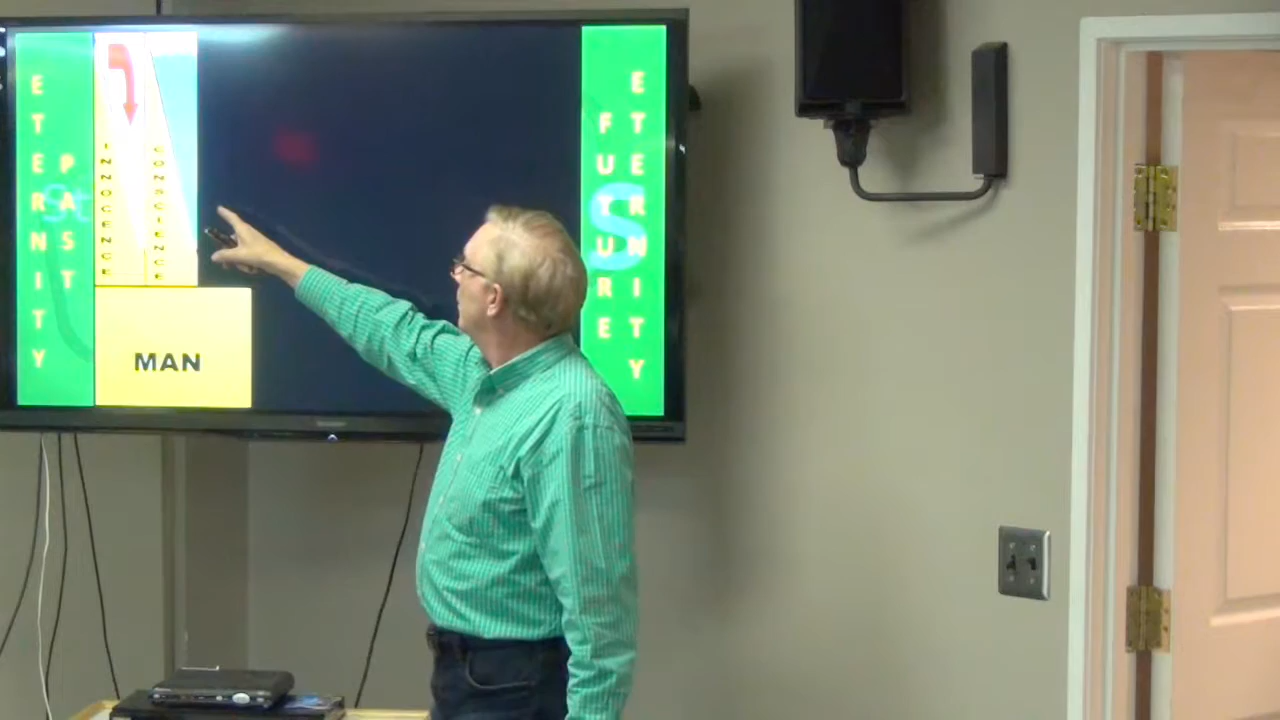 ETERNITY
PAST
INNOCENCE
CONSCIENCE
MAN
FUTURE
ETERNITY